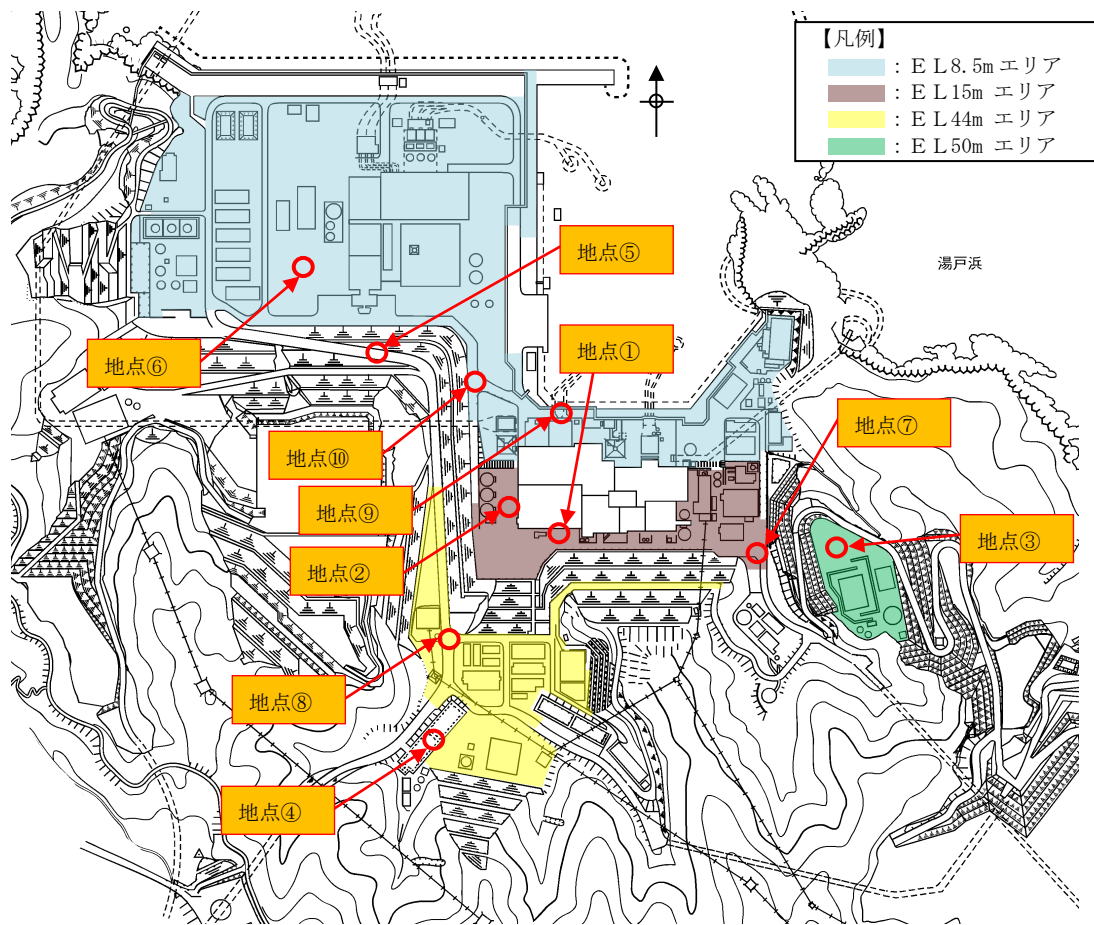 【凡例】
: ＥＬ8.5m エリア
: ＥＬ15m エリア
: ＥＬ44m エリア
: ＥＬ50m エリア
湯戸浜
地点⑤
地点①
地点⑥
地点⑦
地点⑩
地点⑨
地点③
地点②
地点⑧
地点④